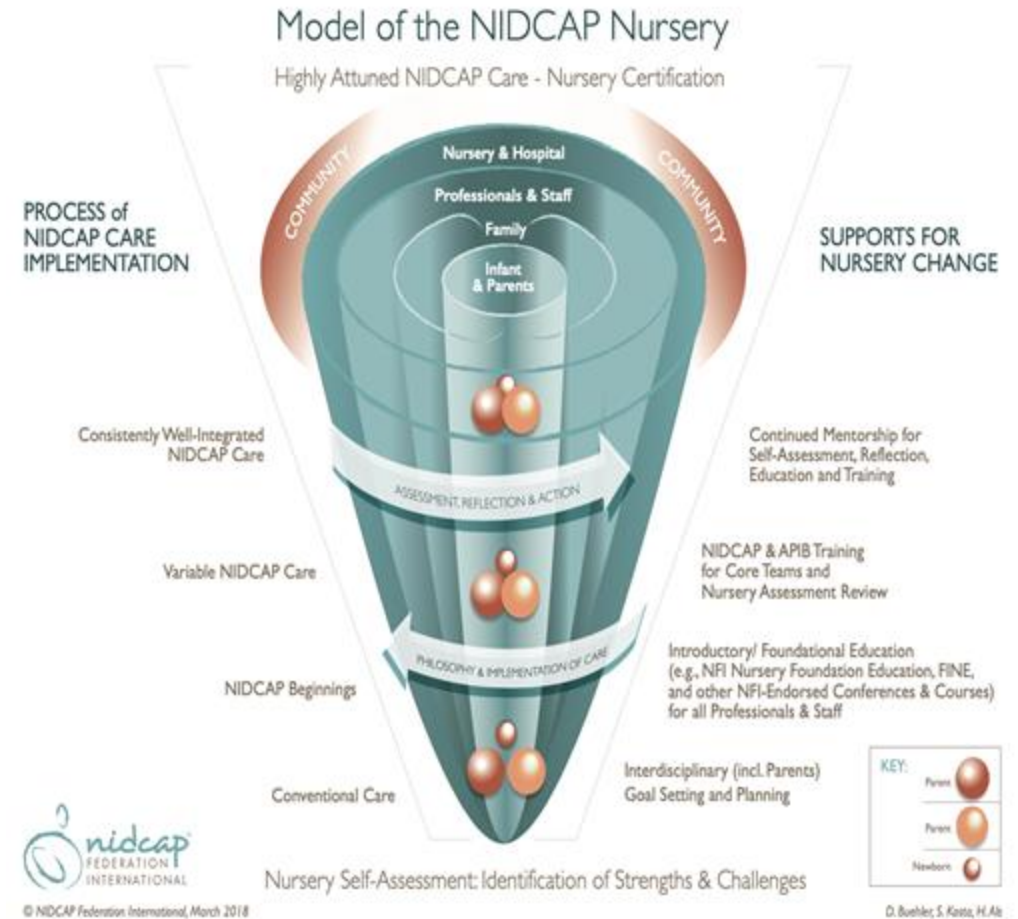 Model of the NIDCAP Nursery
Highly Attuned NIDCAP Care - Nursery Certification
COMMUNITY
COMMUNITY
Nursery & Hospital
Professionals & Staff
Family
Infant
& Parents
PROCESS of
NIDCAP CARE
IMPLEMENTATION
SUPPORTS FOR
NURSERY CHANGE
Consistently Well-Integrated
NIDCAP Care
Continued Mentorship for
Self-Assessment, Reflection,
Education and Training
ASSESSMENT, REFLECTION & ACTION
Variable NIDCAP Care
NIDCAP & APIB Training
for Core Teams and
Nursery Assessment Review
PHILOSOPHY & IMPLEMENTATION OF CARE
NIDCAP Beginnings
Introductory/ Foundational Education
(e.g., NFI Nursery Foundation Education, FINE,
and other NFI-Endorsed Conferences & Courses)
for all Professionals & Staff
Conventional Care
Interdisciplinary (incl. Parents)
Goal Setting and Planning
KEY:
Parent
Parent
Newborn
nidcap
FEDERATION
INTERNATIONAL
Nursery Self-Assessment: Identification of Strengths & Challenges
© NIDCAP Federation International, March 2018
D. Buehler, S. Kosta, H. Als